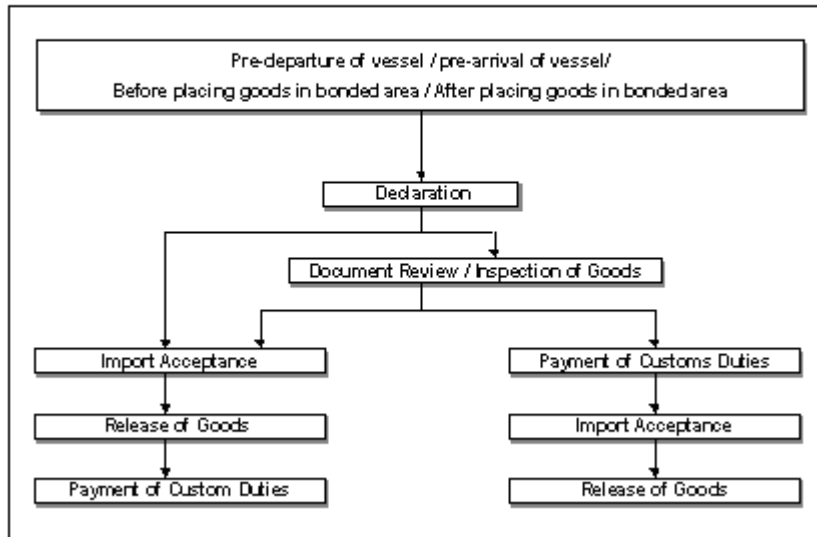 Pre-departure of vessel / pre-arrival of vessel/
Before placing goods in bonded area / After placing goods in bonded area
Declaration
Document Review / Inspection of Goods
Import Acceptance
Payment of Customs Duties
Release of Goods
Import Acceptance
Payment of Custom Duties
Release of Goods